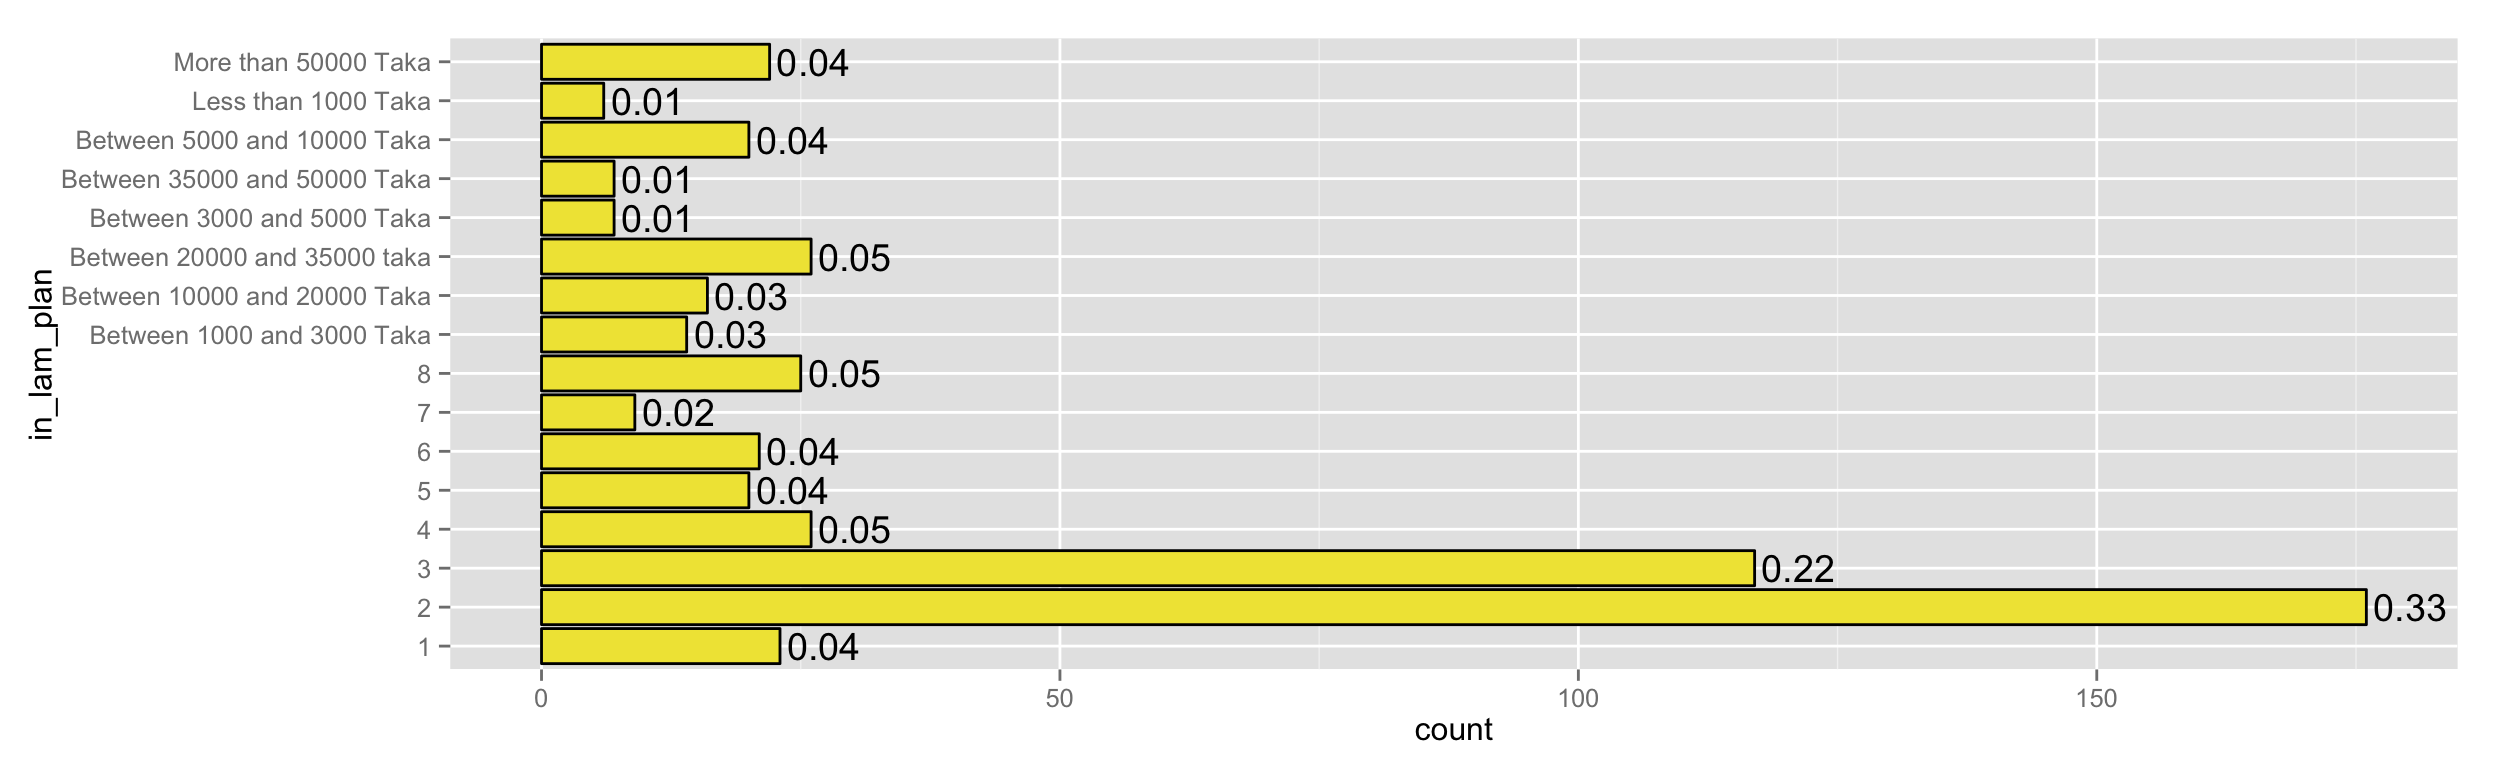 More than 50000 Taka 0.04
Less than 1000 Taka 0.01
Between 5000 and 10000 Taka 0.04
Between 35000 and 50000 Taka 0.01
Between 3000 and 5000 Taka 0.01
Between 20000 and 35000 taka 0.05
Between 10000 and 20000 Taka 0.03
Between 1000 and 3000 Taka 0.03
8 0.05
7 0.02
6 0.04
5 0.04
4 0.05
3 0.22
2 0.33
1 0.04
in_lam_plan
0 50 100 150
count